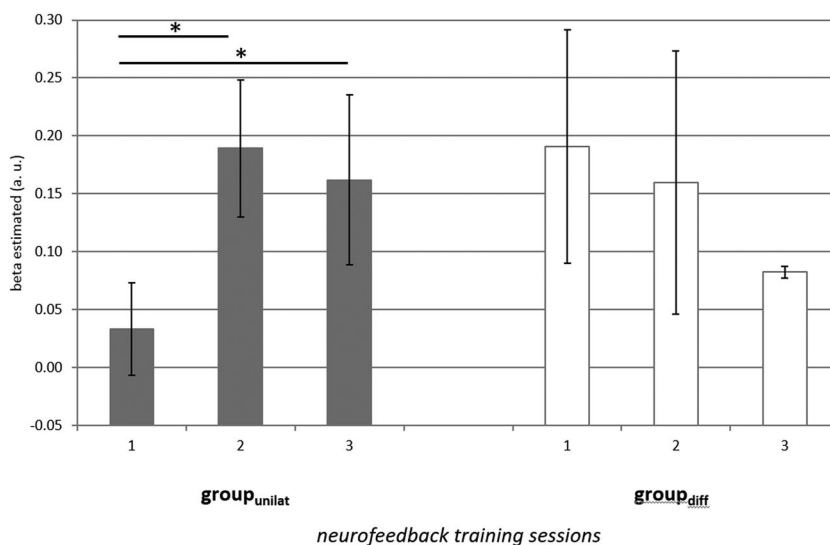 0.30
0.25
0.20
0.15
0.10
0.05
0.00
-0.05
beta estimated (a. u.)
*
*
1 2 3 1 2 3
groupunilat groupdiff
neurofeedback training sessions